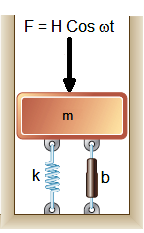 F = H Cos ωt
m
k b